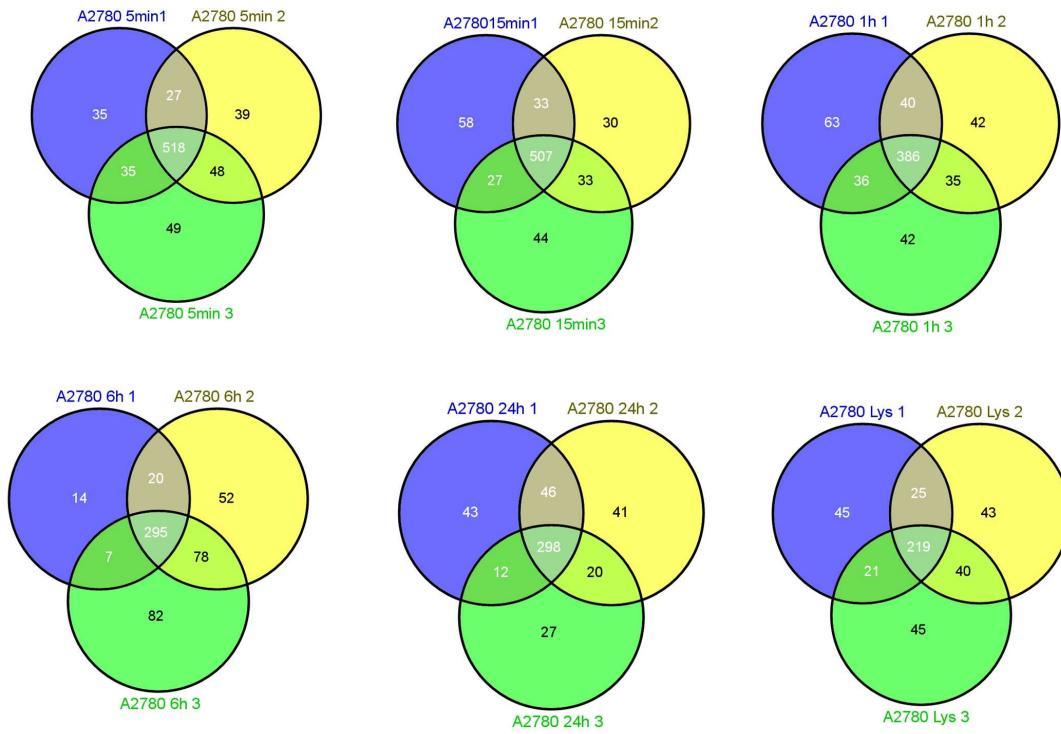 A2780 5min1 A2780 5min 2
27
35 39
518
35 48
49
A2780 5min 3
A278015min1 A2780 15min2
33
58 30
507
27 33
44
A2780 15min3
A2780 1h 1 A2780 1h 2
40
63 42
386
36 35
42
A2780 1h 3
A2780 6h 1 A2780 6h 2
20
14 52
295
7 78
82
A2780 6h 3
A2780 24h 1 A2780 24h 2
46
43 41
298
12 20
27
A2780 24h 3
A2780 Lys 1 A2780 Lys 2
25
45 43
219
21 40
45
A2780 Lys 3